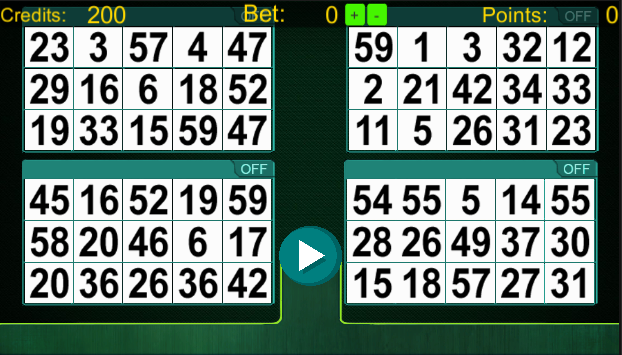 Credits: 200 OFF Bet: 0 + - Points: OFF 0
23 3 57 4 47
29 16 6 18 52
19 33 15 59 47
59 1 3 32 12
2 21 42 34 33
11 5 26 31 23
OFF
45 16 52 19 59
58 20 46 6 17
20 36 26 36 42
OFF
54 55 5 14 55
28 26 49 37 30
15 18 57 27 31